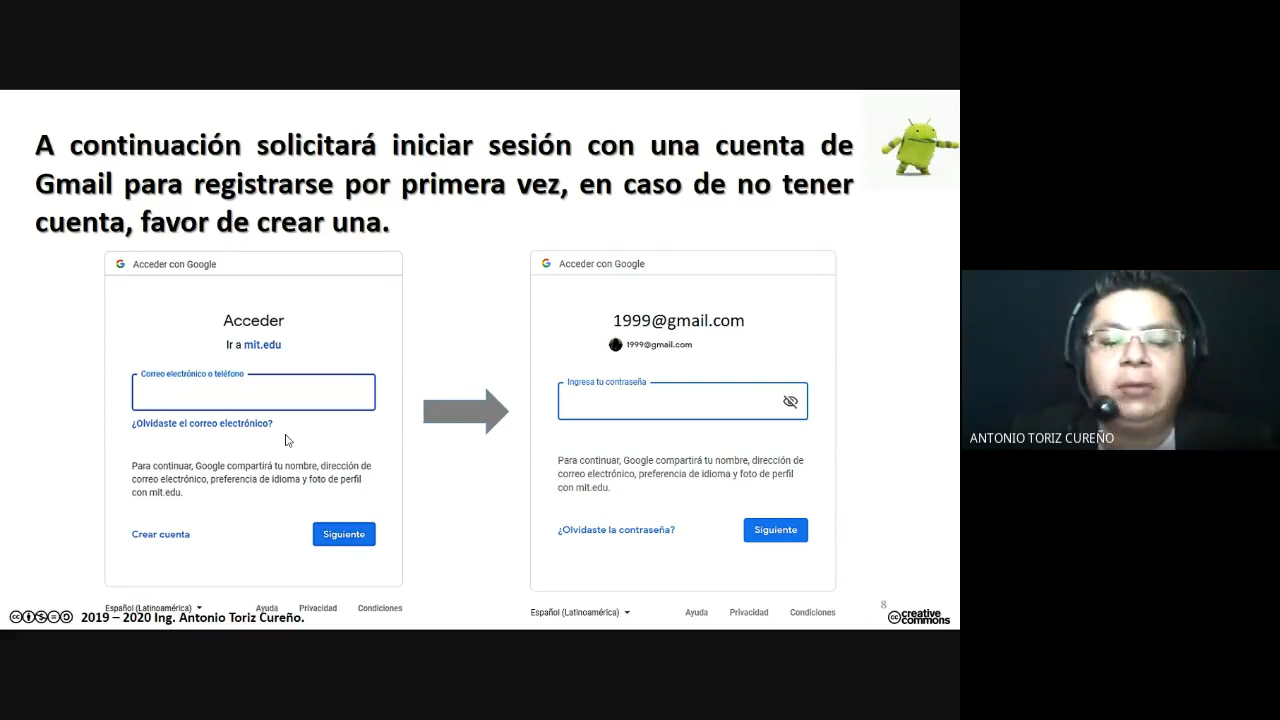 A continuación solicitará iniciar sesión con una cuenta de
Gmail para registrarse por primera vez, en caso de no tener
cuenta, favor de crear una.
Acceder con Google
Acceder
Ir a mit.edu
Correo electrónico o teléfono
¿Olvidaste el correo electrónico?
Para continuar, Google compartirá tu nombre, dirección de
correo electrónico, preferencia de idioma y foto de perfil
con mit.edu.
Crear cuenta
Siguiente
Español (Latinoamérica)
Ayuda
Privacidad
Condiciones
Acceder con Google
1999@gmail.com
1999@gmail.com
Ingresa tu contraseña
Para continuar, Google compartirá tu nombre, dirección de
correo electrónico, preferencia de idioma y foto de perfil
con mit.edu.
¿Olvidaste la contraseña?
Siguiente
Español (Latinoamérica)
Ayuda
Privacidad
Condiciones
2019 – 2020 Ing. Antonio Toriz Cureño.
8
cc creative
commons
ANTONIO TORIZ CUREÑO